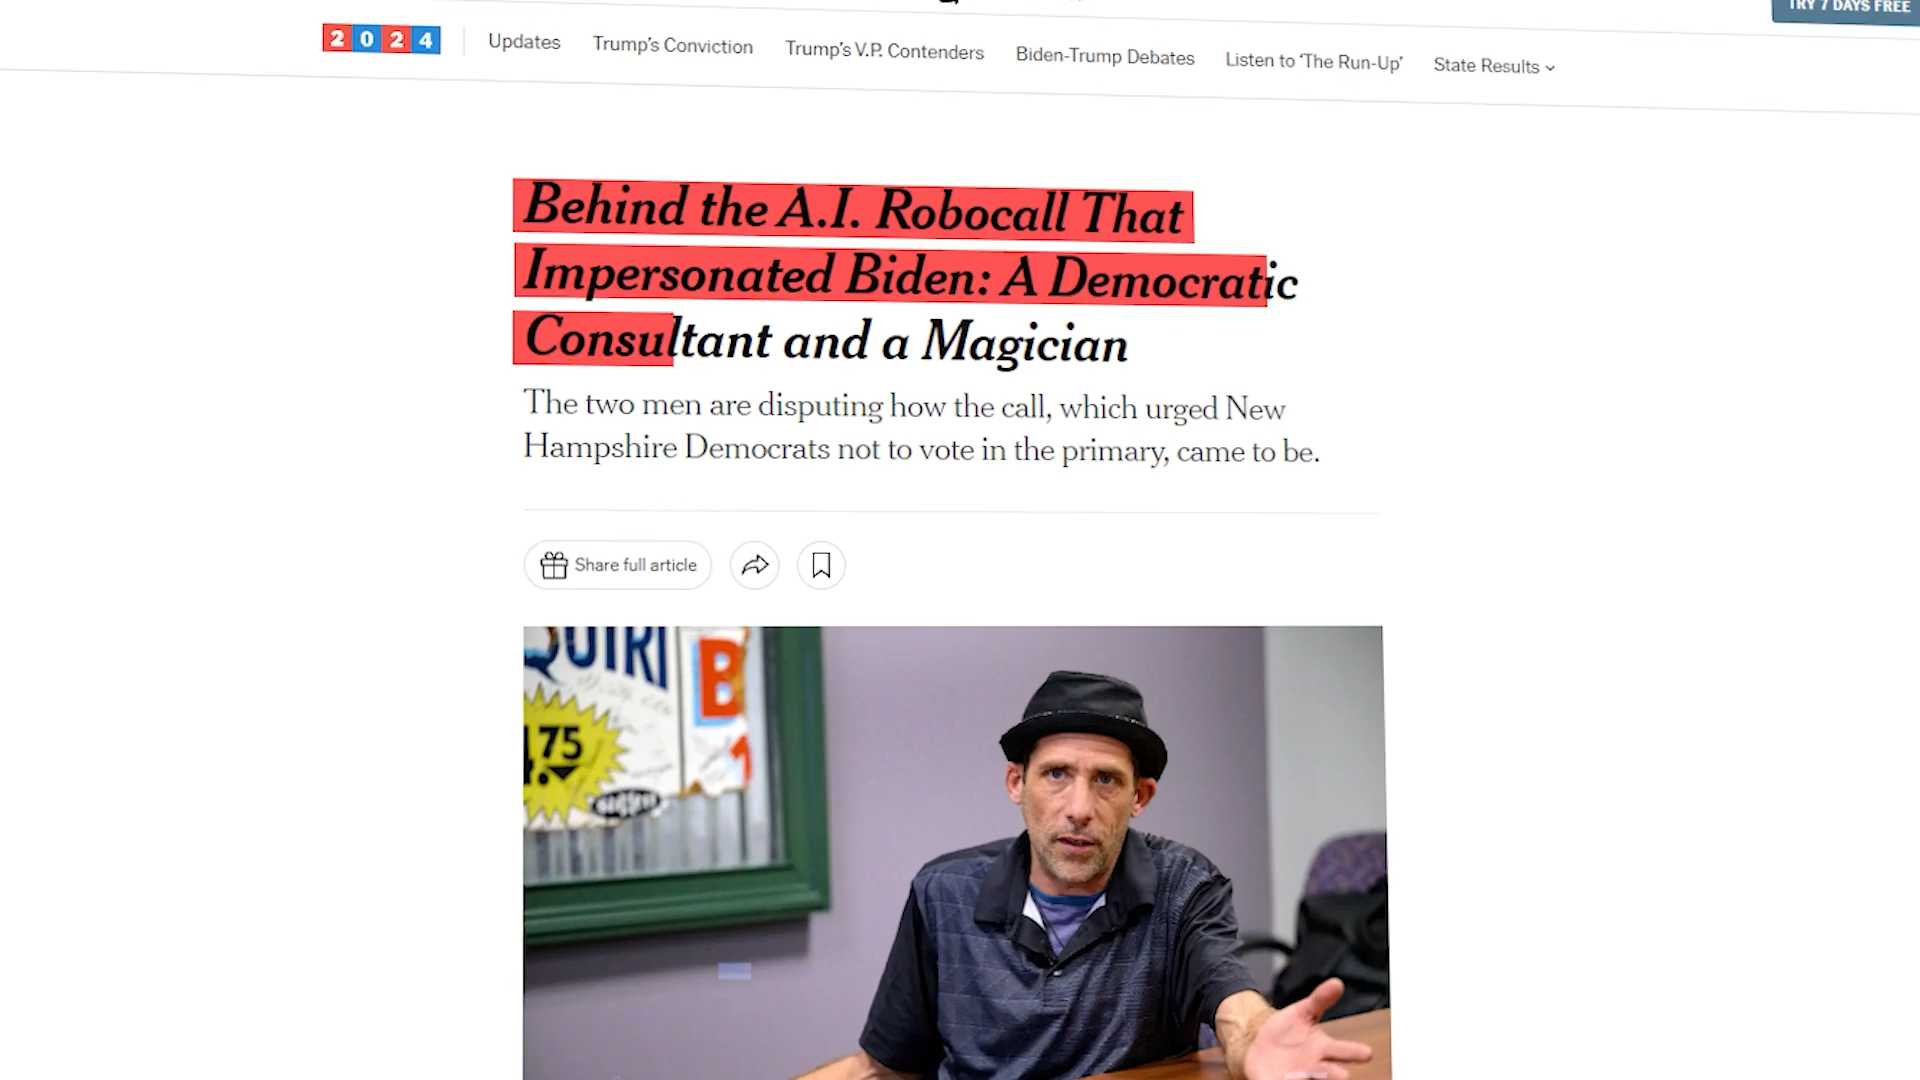 TRY 7 DAYS FREE
2024 Updates Trump's Conviction Trump's V.P. Contenders Biden-Trump Debates Listen to 'The Run-Up' State Results
Behind the A.I. Robocall That
Impersonated Biden: A Democratic
Consultant and a Magician
The two men are disputing how the call, which urged New
Hampshire Democrats not to vote in the primary, came to be.
Share full article
QUIRI
B
.75